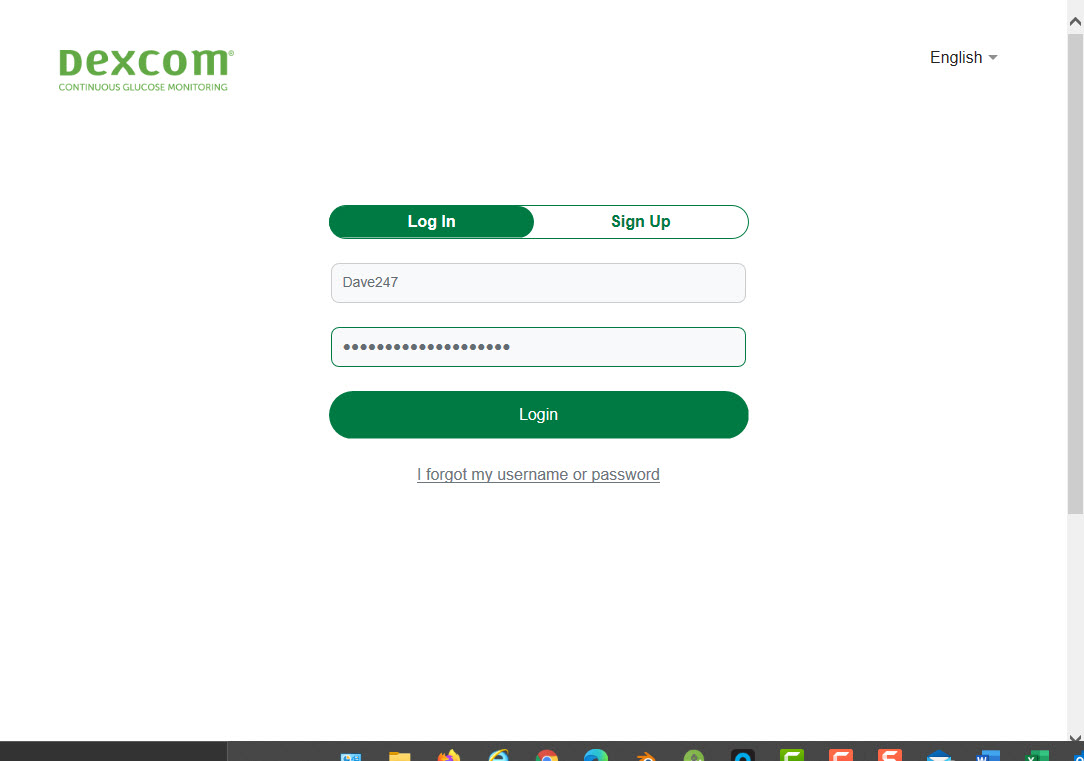 Dexcom®
CONTINUOUS GLUCOSE MONITORING
English
Log In
Sign Up
Dave247
••••••••••••••••••••
Login
I forgot my username or password